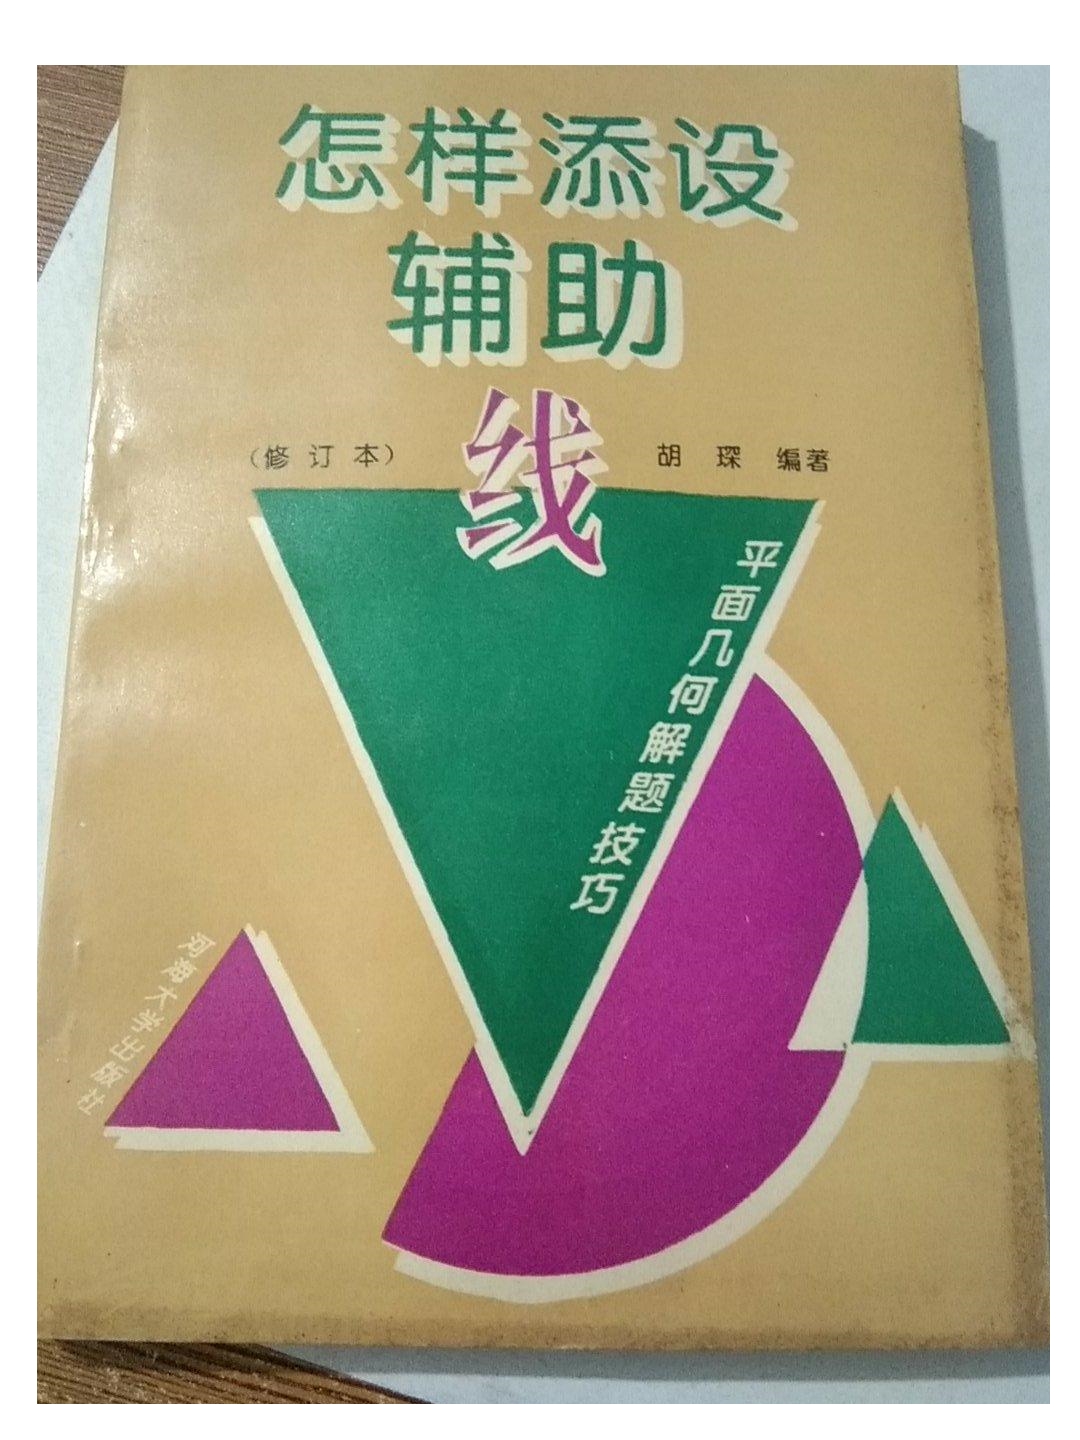 怎样添设
辅助
线
（修订本）
胡琛 编著
平面几何解题技巧
河海大学出版社